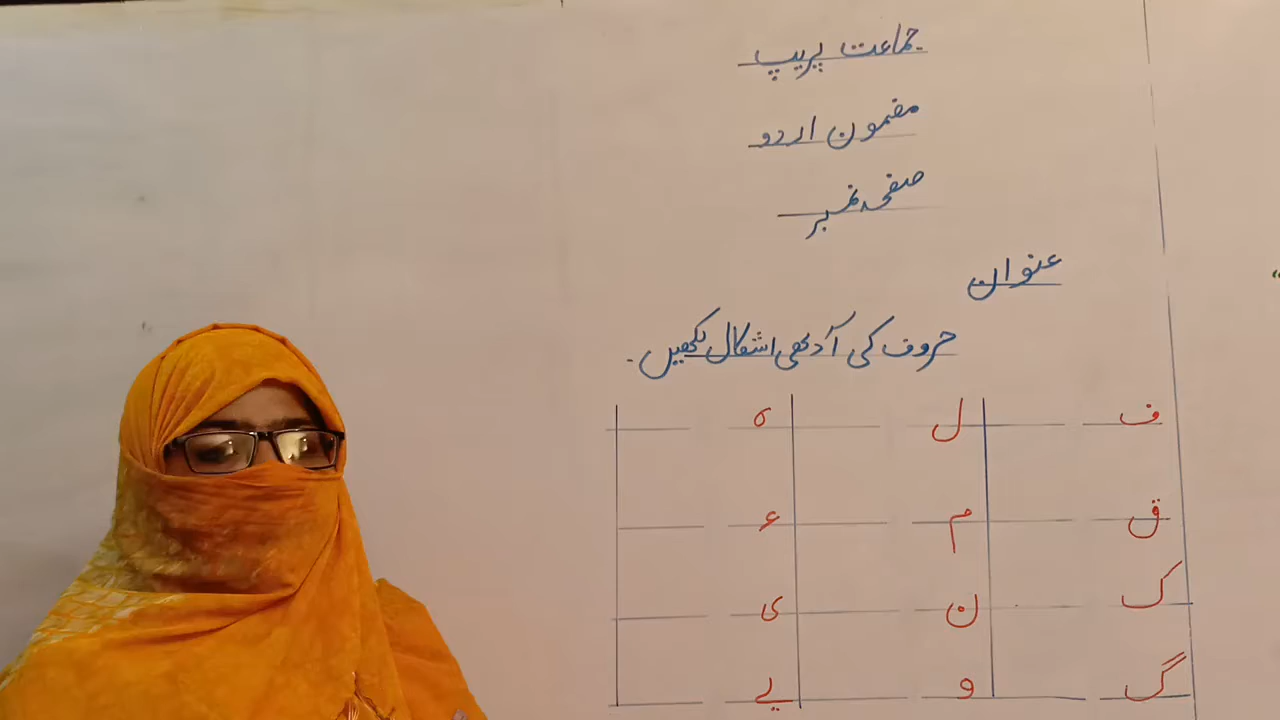 جماعت پریپ
مضمون اردو
صفحہ نمبر
عنوان
حروف کی آدھی اشکال لکھیں۔
ف ل ہ
ق م ء
ک ن ی
گ و ے